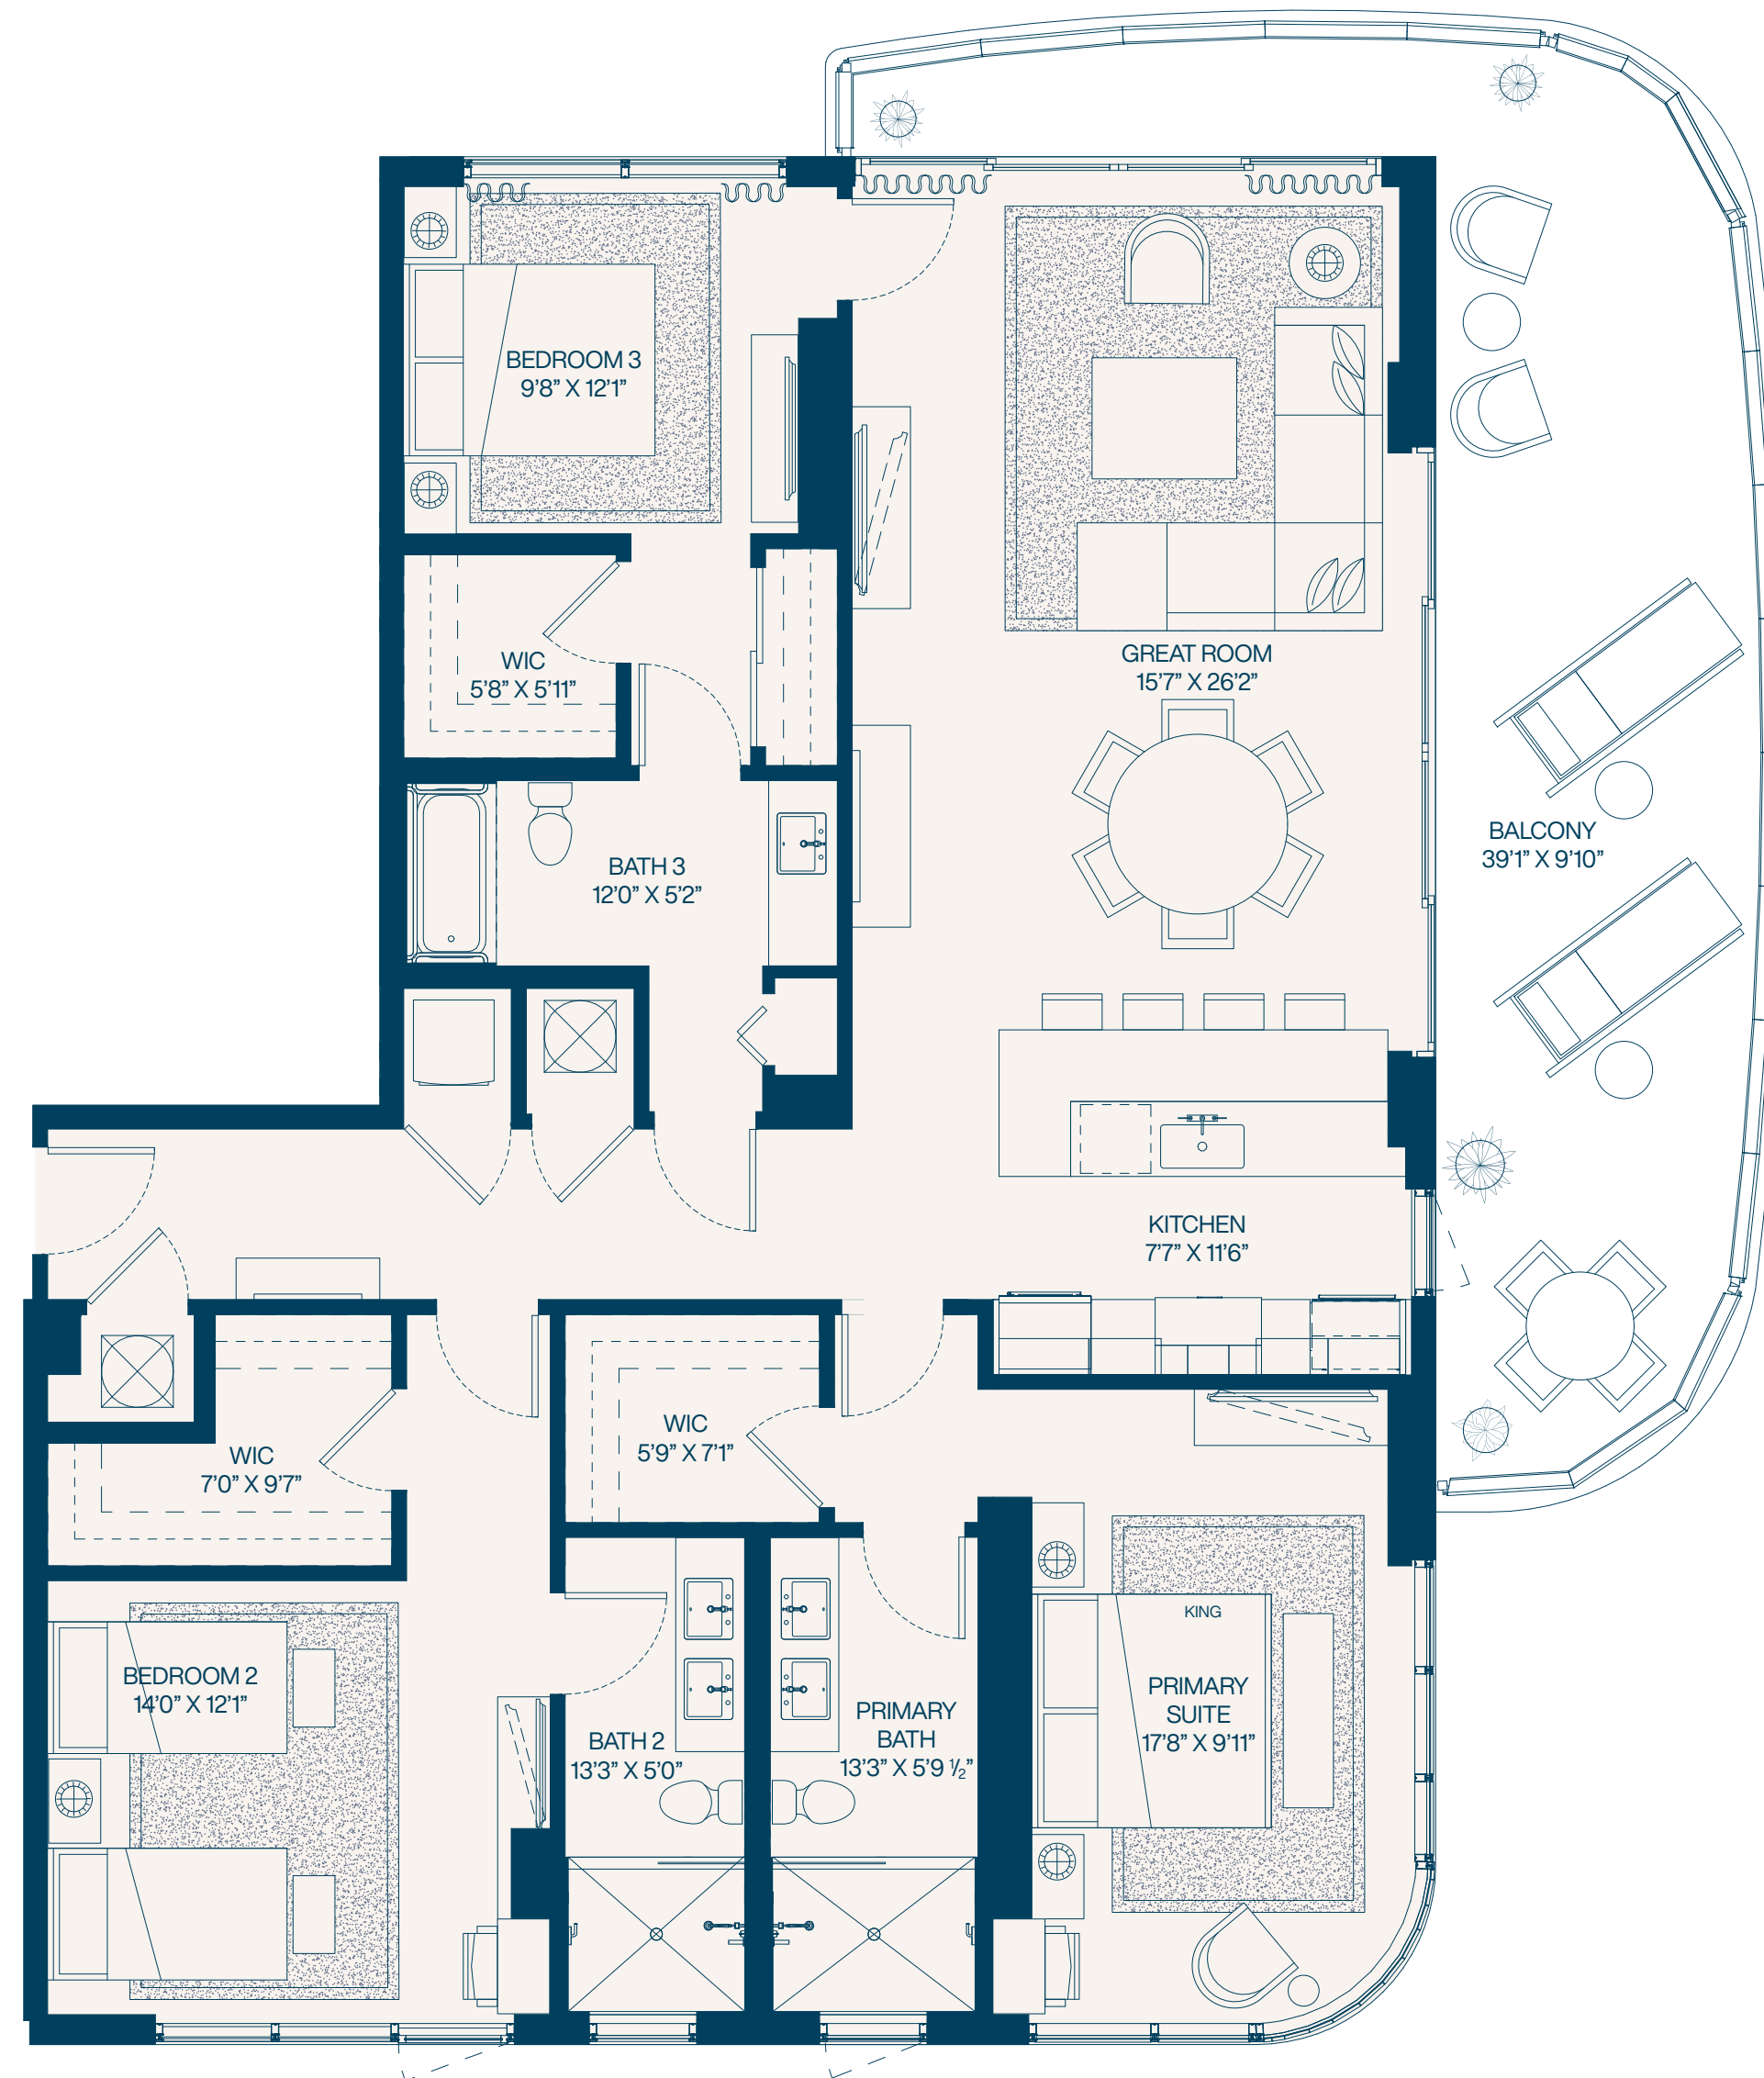 BEDROOM 3
9’8” X 12’1”
WIC
5’8” X 5’11”
GREAT ROOM
15’7” X 26’2”
BATH 3
12’0” X 5’2”
BALCONY
39’1” X 9’10”
KITCHEN
7’7” X 11’6”
WIC
7’0” X 9’7”
WIC
5’9” X 7’1”
BEDROOM 2
14’0” X 12’1”
BATH 2
13’3” X 5’0”
PRIMARY
BATH
13’3” X 5’9 ½”
KING
PRIMARY
SUITE
17’8” X 9’11”